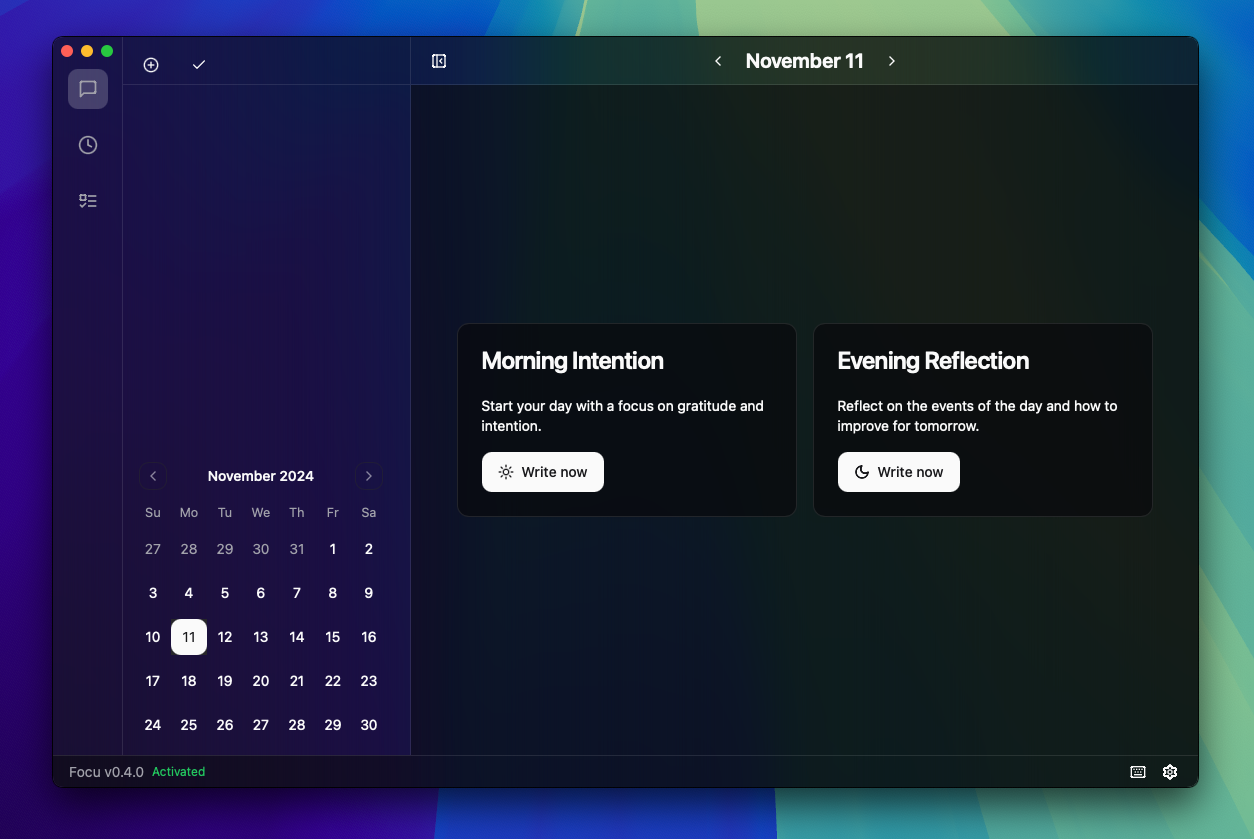 November 11
Morning Intention
Start your day with a focus on gratitude and
intention.
Write now
Evening Reflection
Reflect on the events of the day and how to
improve for tomorrow.
Write now
November 2024
Su Mo Tu We Th Fr Sa
27 28 29 30 31 1 2
3 4 5 6 7 8 9
10 11 12 13 14 15 16
17 18 19 20 21 22 23
24 25 26 27 28 29 30
Focu v0.4.0 Activated